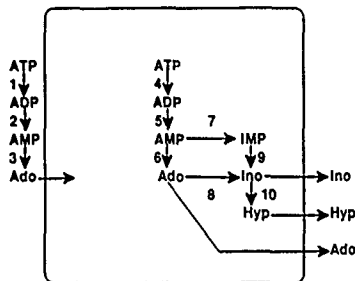 ATP ATP
1 4
ADP ADP
2 5 7
AMP AMP IMP
3 6 9
Ado Ado Ino Ino
8 10
Hyp Hyp
Ado